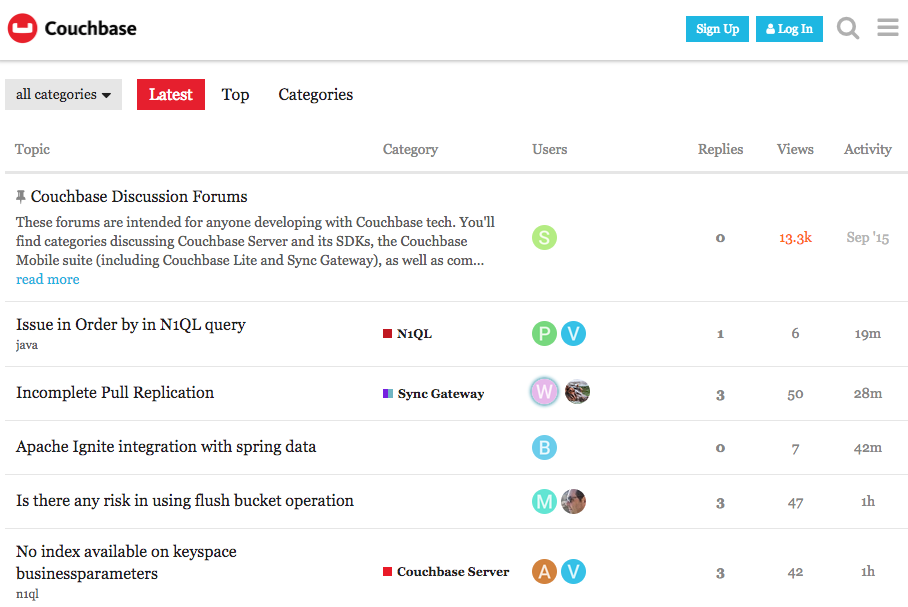 Couchbase
Sign Up
Log In
all categories
Latest
Top
Categories
Topic
Category
Users
Replies
Views
Activity
Couchbase Discussion Forums
These forums are intended for anyone developing with Couchbase tech. You'll
find categories discussing Couchbase Server and its SDKs, the Couchbase
Mobile suite (including Couchbase Lite and Sync Gateway), as well as com...
read more
S
0
13.3k
Sep '15
Issue in Order by in N1QL query
java
N1QL
P
V
1
6
19m
Incomplete Pull Replication
Sync Gateway
W
3
50
28m
Apache Ignite integration with spring data
B
0
7
42m
Is there any risk in using flush bucket operation
M
3
47
1h
No index available on keyspace
businessparameters
n1ql
Couchbase Server
A
V
3
42
1h